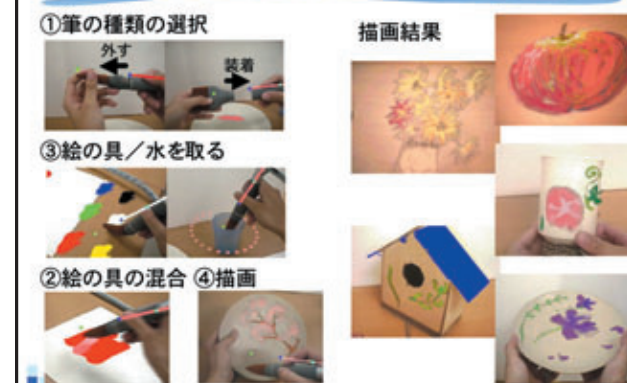 ①筆の種類の選択
外す
装着
③絵の具／水を取る
②絵の具の混合 ④描画
描画結果